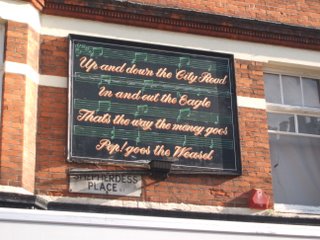 Up and down the City Road
In and out the Eagle
That's the way the money goes
Pop! goes the Weasel
SHEPHERDESS
PLACE